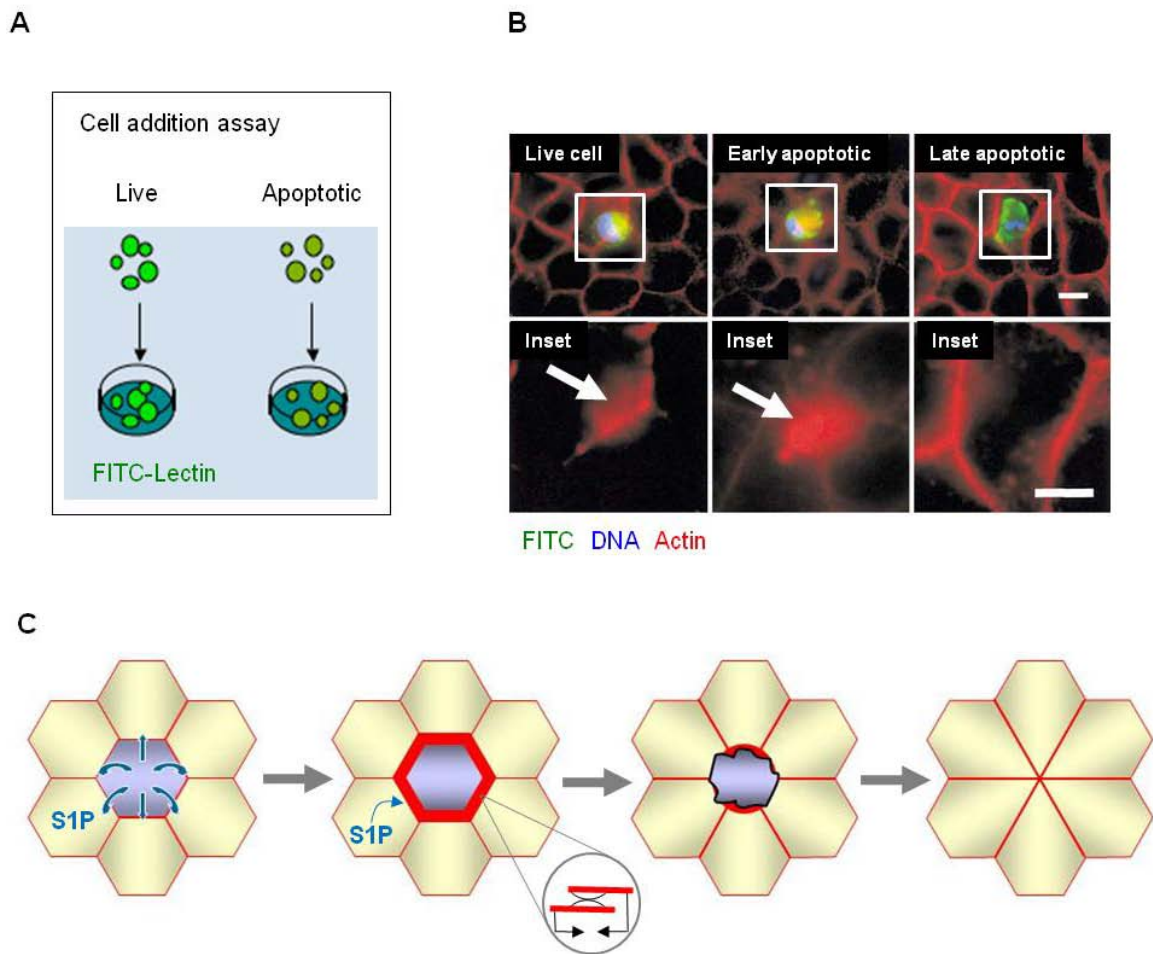 A
Cell addition assay
Live Apoptotic
FITC-Lectin
B
Live cell Early apoptotic Late apoptotic
Inset Inset Inset
FITC DNA Actin
C
S1P
S1P